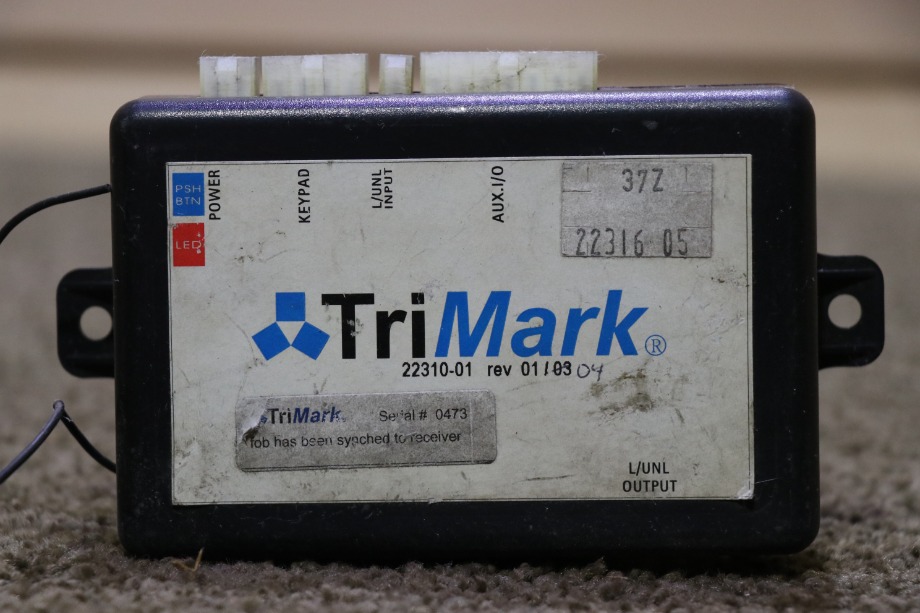 PSH
BTN
POWER
KEYPAD
L/UNL
INPUT
AUX.I/O
37Z
22316 05
LED
TriMark®
22310-01 rev 01/03 04
TriMark Serial # 0473
fob has been synched to receiver
L/UNL
OUTPUT